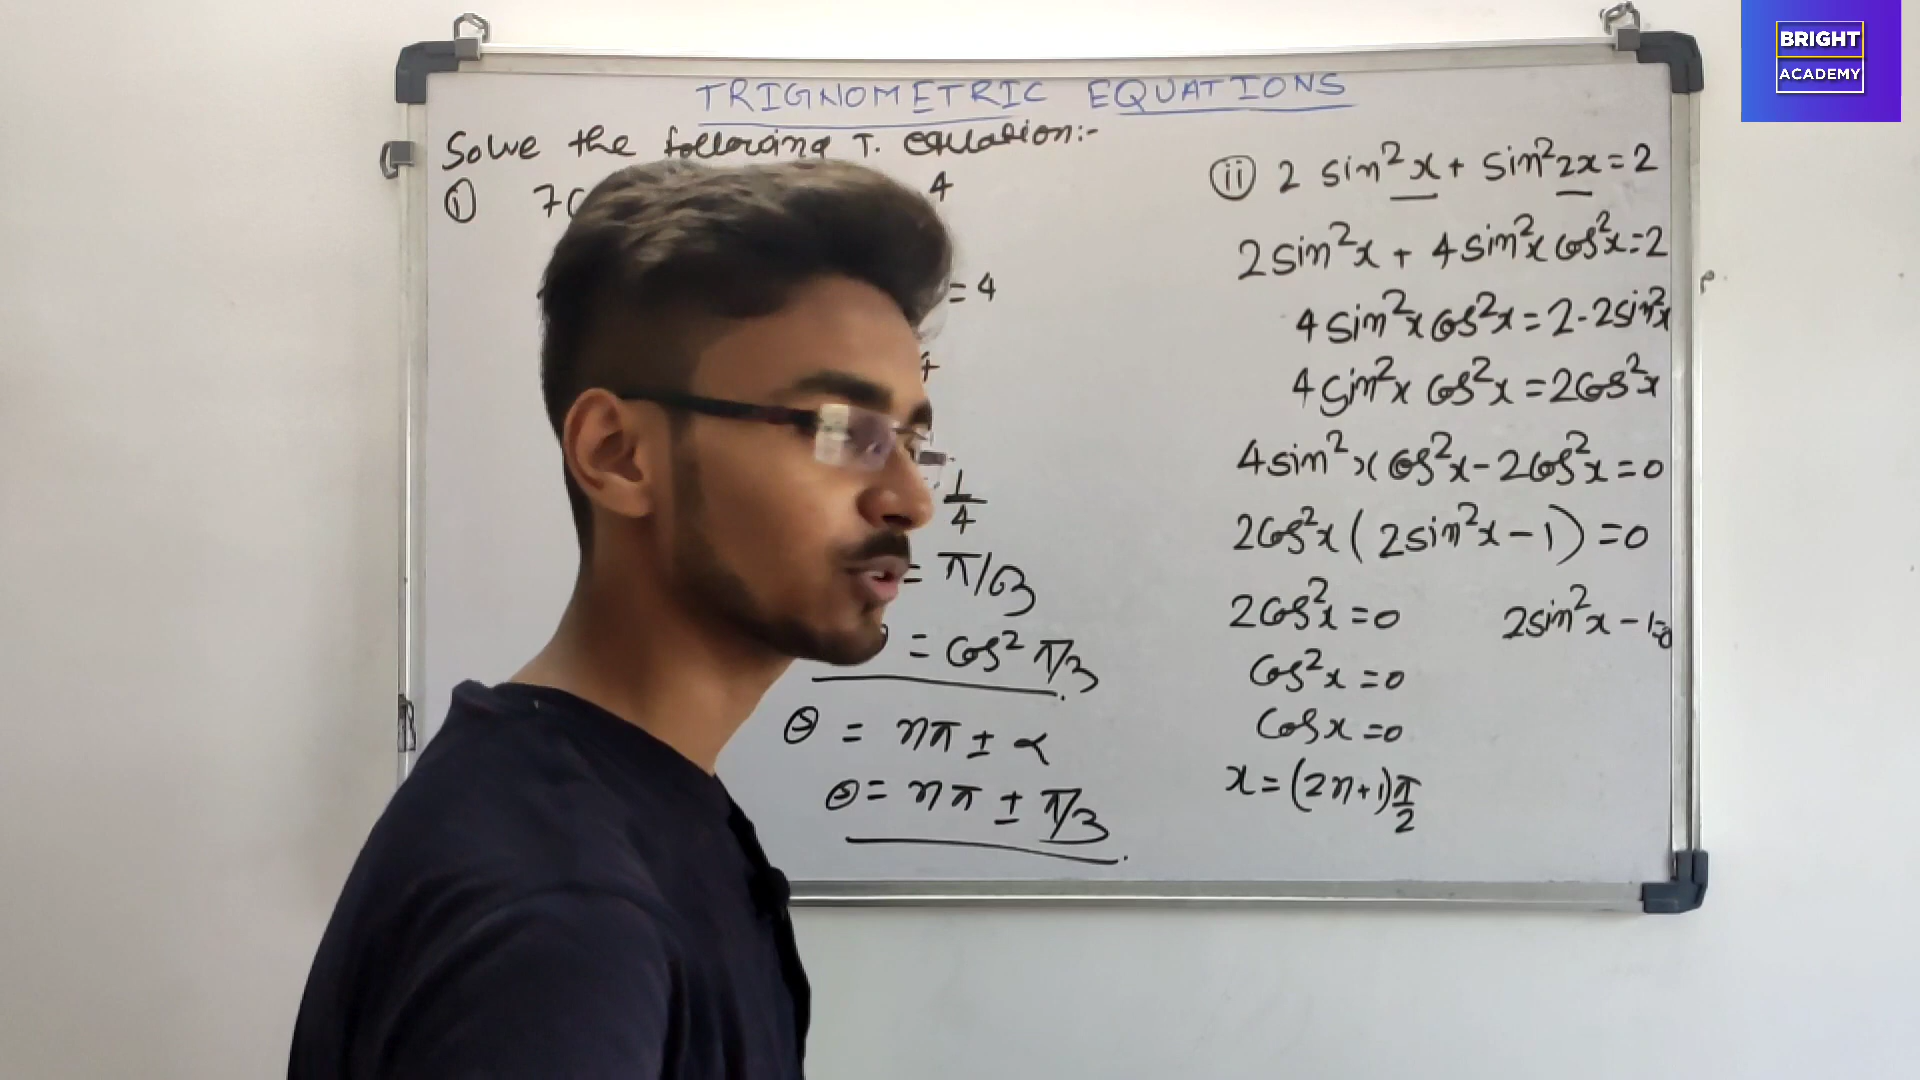 BRIGHT
ACADEMY
TRIGNOMETRIC EQUATIONS
Solve the following T. equation:-
① 7c 4
= 4
1/4
= π/3
= cos² π/3
θ = nπ ± α
θ = nπ ± π/3
ⅱ 2 sin²x + sin²2x = 2
2sin²x + 4sin²x cos²x = 2
4sin²x cos²x = 2 - 2sin²x
4sin²x cos²x = 2cos²x
4sin²x cos²x - 2cos²x = 0
2cos²x (2sin²x - 1) = 0
2cos²x = 0 2sin²x - 1 = 0
cos²x = 0
cosx = 0
x = (2n+1)π/2